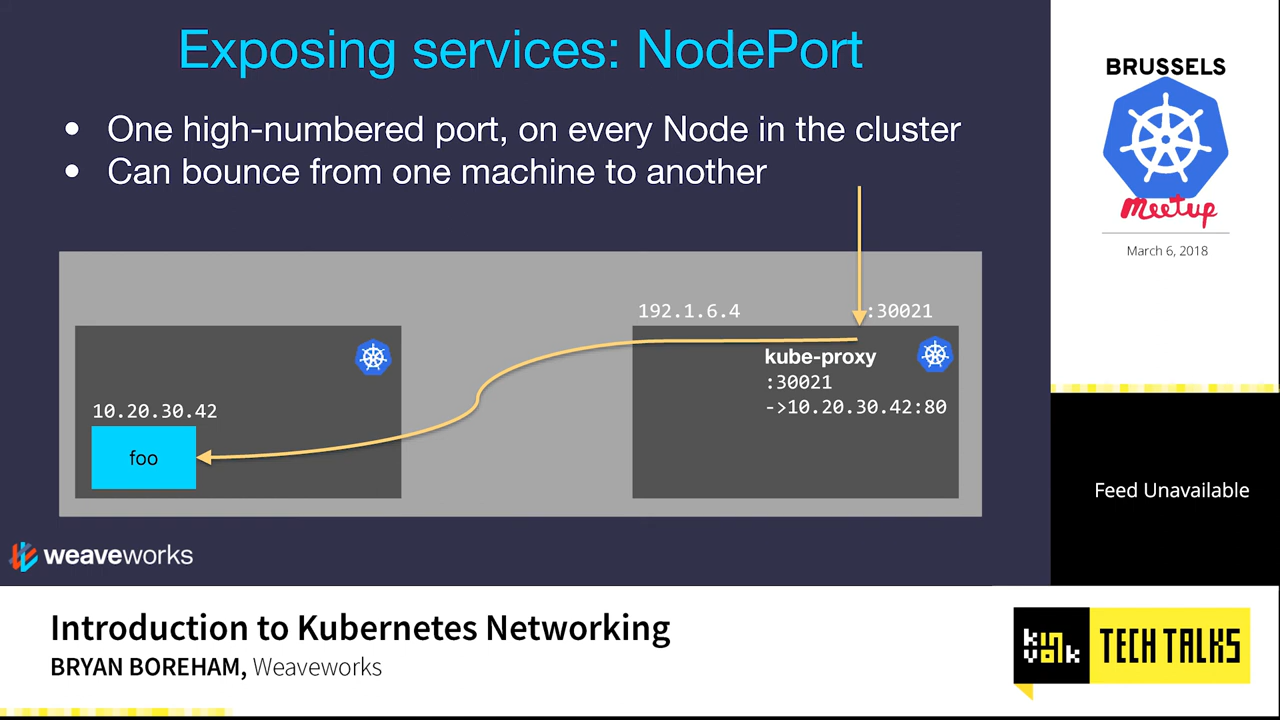 Exposing services: NodePort
• One high-numbered port, on every Node in the cluster
• Can bounce from one machine to another
192.1.6.4 :30021
kube-proxy
:30021
->10.20.30.42:80
10.20.30.42
foo
weaveworks
BRUSSELS
Meetup
March 6, 2018
Feed Unavailable
Introduction to Kubernetes Networking
BRYAN BOREHAM, Weaveworks
kinvolk TECH TALKS